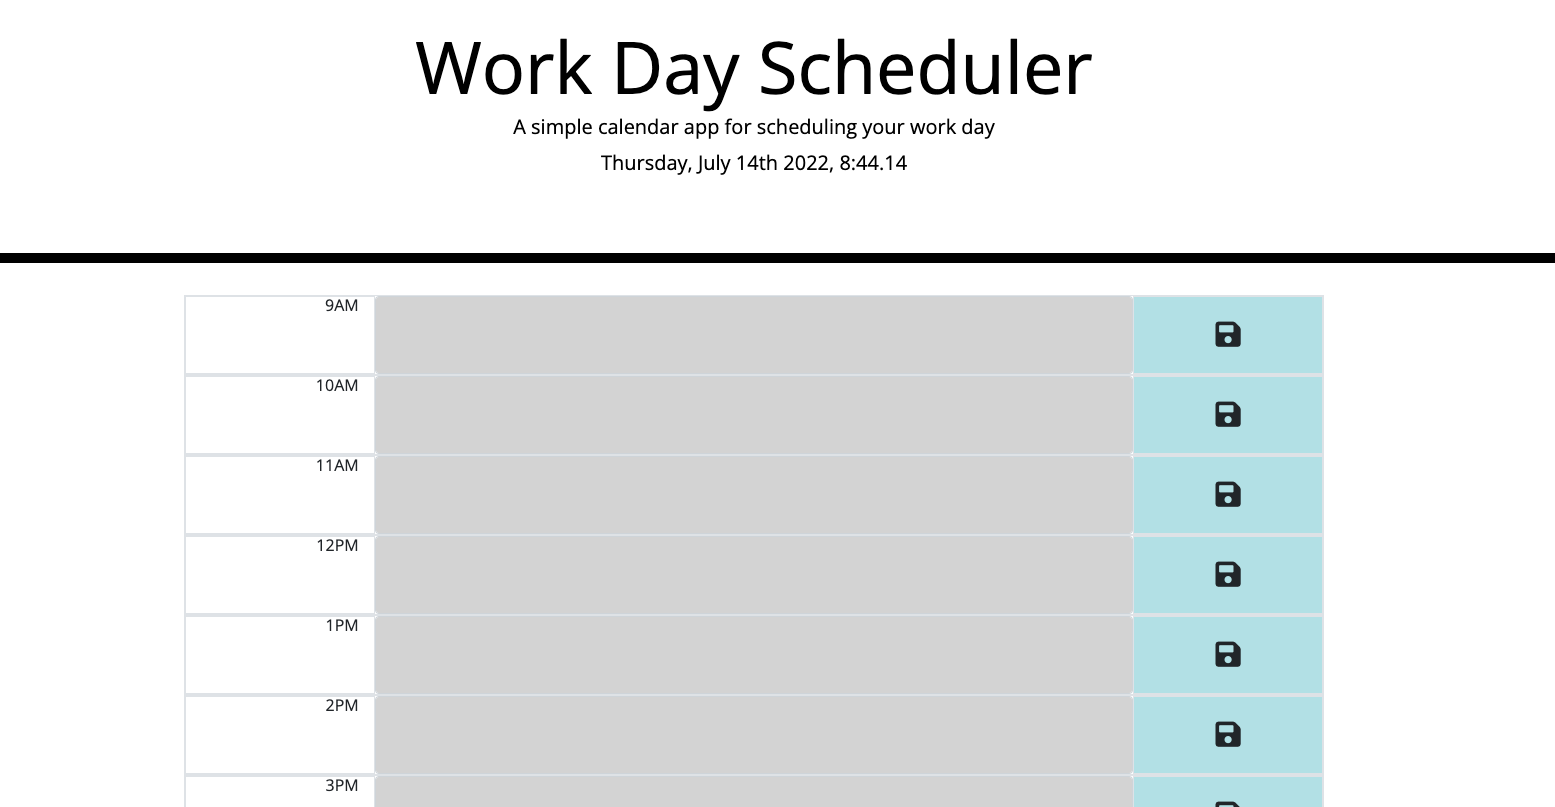 Work Day Scheduler
A simple calendar app for scheduling your work day
Thursday, July 14th 2022, 8:44.14
9AM
10AM
11AM
12PM
1PM
2PM
3PM